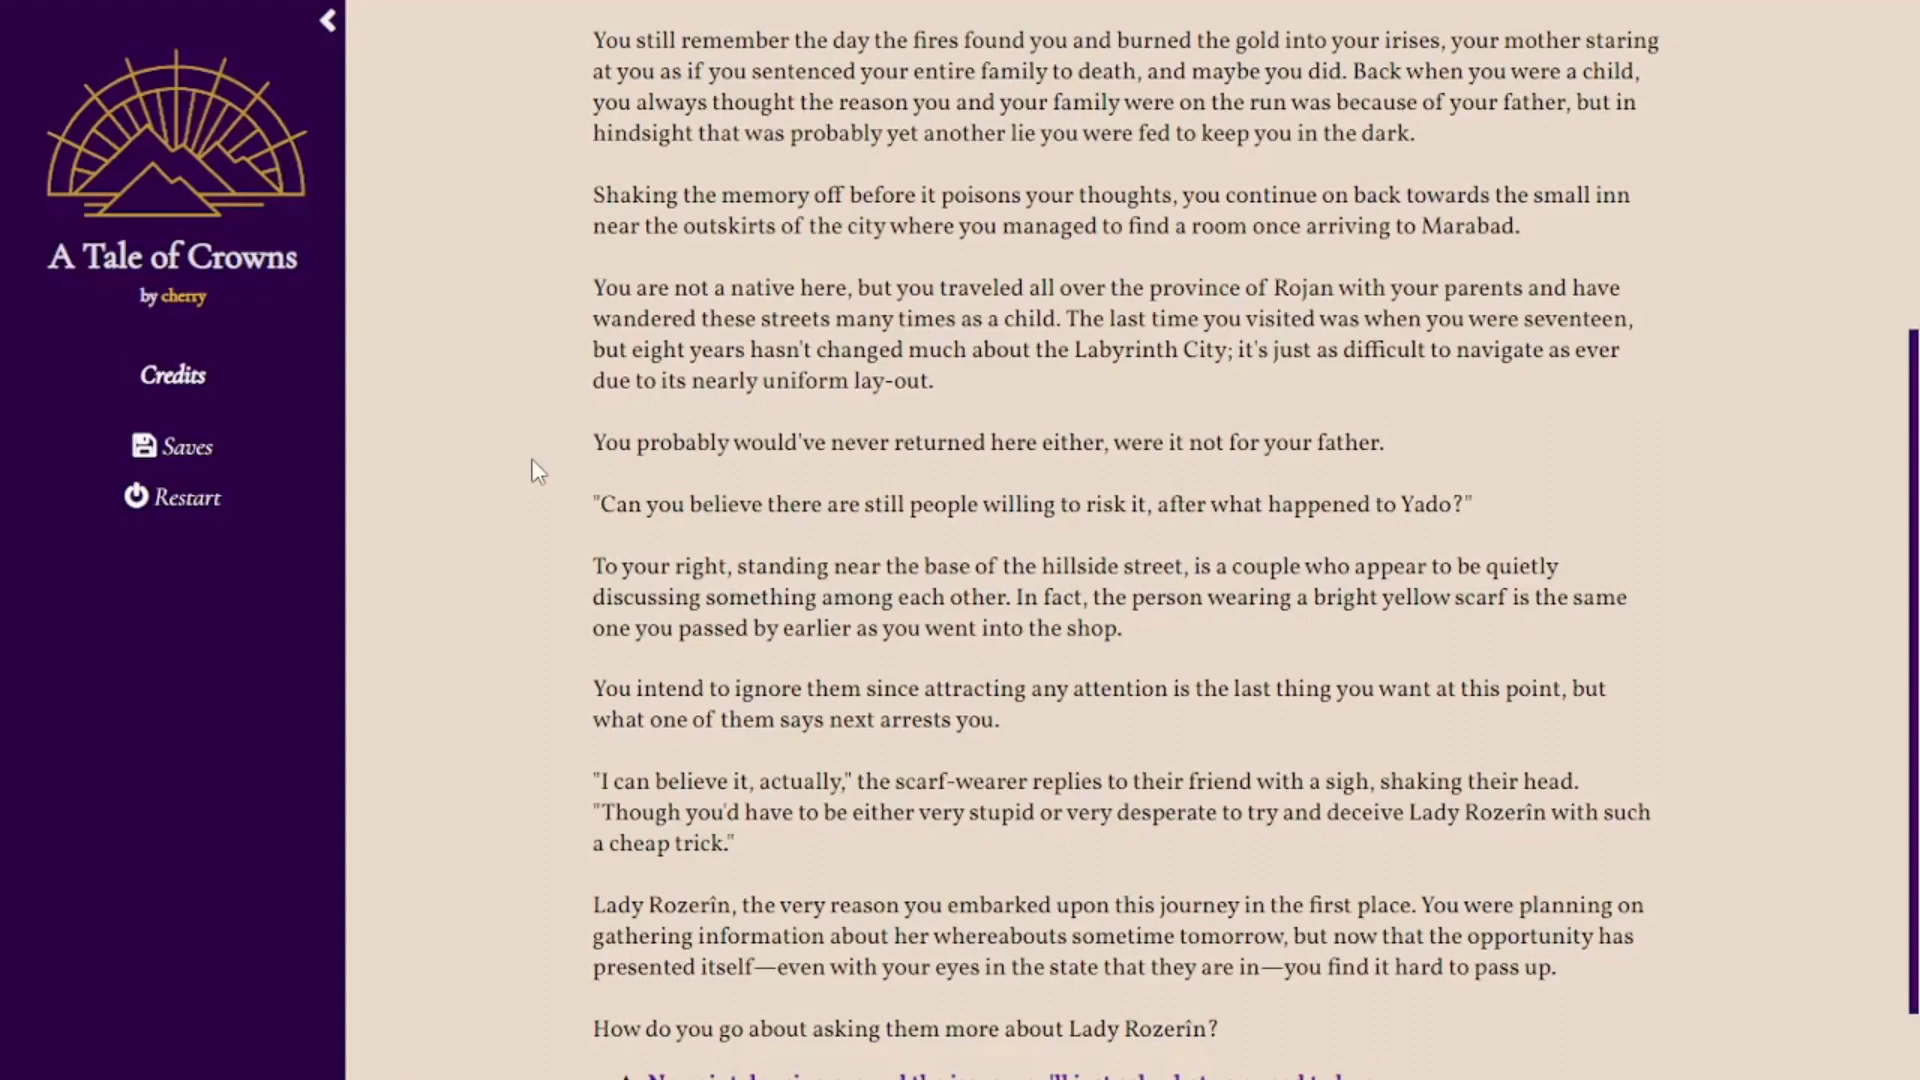 A Tale of Crowns
by cherry
Credits
Saves
Restart
You still remember the day the fires found you and burned the gold into your irises, your mother staring
at you as if you sentenced your entire family to death, and maybe you did. Back when you were a child,
you always thought the reason you and your family were on the run was because of your father, but in
hindsight that was probably yet another lie you were fed to keep you in the dark.
Shaking the memory off before it poisons your thoughts, you continue on back towards the small inn
near the outskirts of the city where you managed to find a room once arriving to Marabad.
You are not a native here, but you traveled all over the province of Rojan with your parents and have
wandered these streets many times as a child. The last time you visited was when you were seventeen,
but eight years hasn't changed much about the Labyrinth City; it's just as difficult to navigate as ever
due to its nearly uniform lay-out.
You probably would've never returned here either, were it not for your father.
"Can you believe there are still people willing to risk it, after what happened to Yado?"
To your right, standing near the base of the hillside street, is a couple who appear to be quietly
discussing something among each other. In fact, the person wearing a bright yellow scarf is the same
one you passed by earlier as you went into the shop.
You intend to ignore them since attracting any attention is the last thing you want at this point, but
what one of them says next arrests you.
"I can believe it, actually," the scarf-wearer replies to their friend with a sigh, shaking their head.
"Though you'd have to be either very stupid or very desperate to try and deceive Lady Rozerîn with such
a cheap trick."
Lady Rozerîn, the very reason you embarked upon this journey in the first place. You were planning on
gathering information about her whereabouts sometime tomorrow, but now that the opportunity has
presented itself—even with your eyes in the state that they are in—you find it hard to pass up.
How do you go about asking them more about Lady Rozerîn?